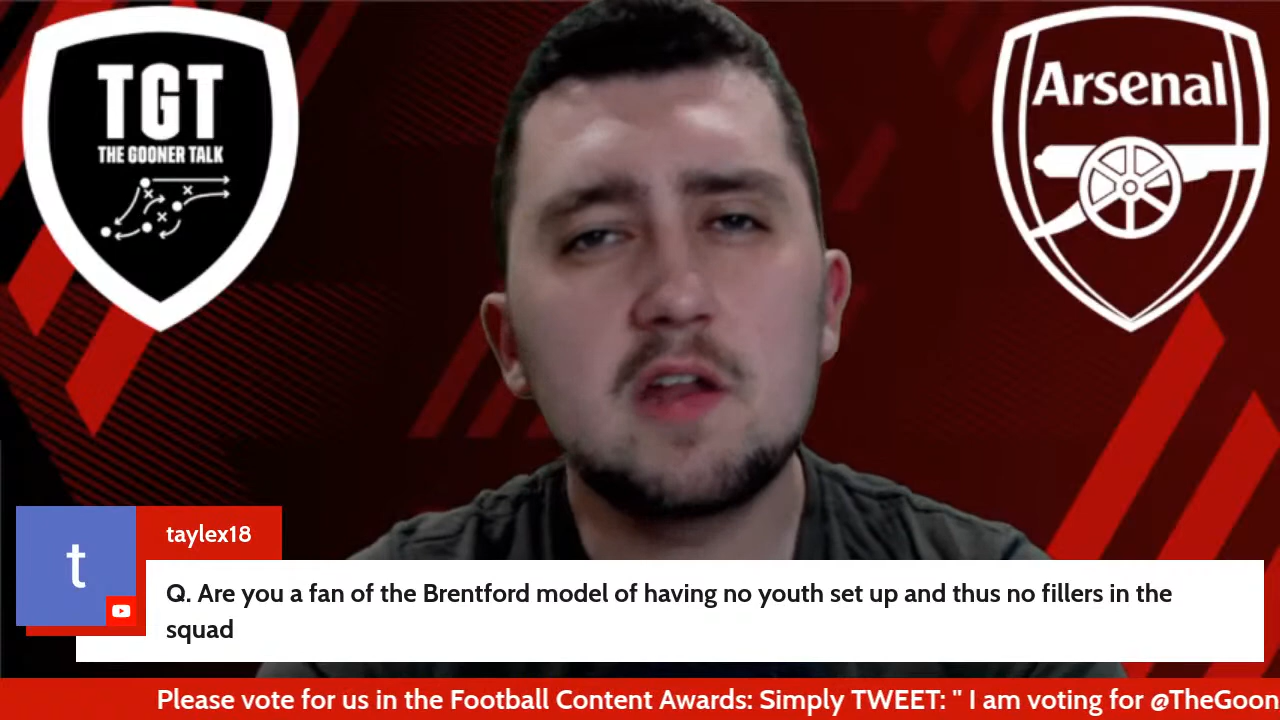 TGT
THE GOONER TALK
Arsenal
t
taylex18
Q. Are you a fan of the Brentford model of having no youth set up and thus no fillers in the
squad
Please vote for us in the Football Content Awards: Simply TWEET: " I am voting for @TheGoon